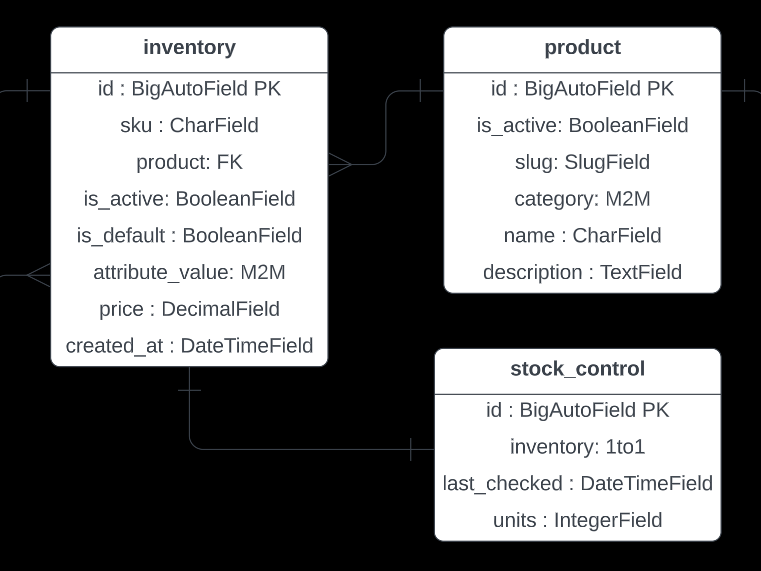 inventory
id : BigAutoField PK
sku : CharField
product: FK
is_active: BooleanField
is_default : BooleanField
attribute_value: M2M
price : DecimalField
created_at : DateTimeField
product
id : BigAutoField PK
is_active: BooleanField
slug: SlugField
category: M2M
name : CharField
description : TextField
stock_control
id : BigAutoField PK
inventory: 1to1
last_checked : DateTimeField
units : IntegerField